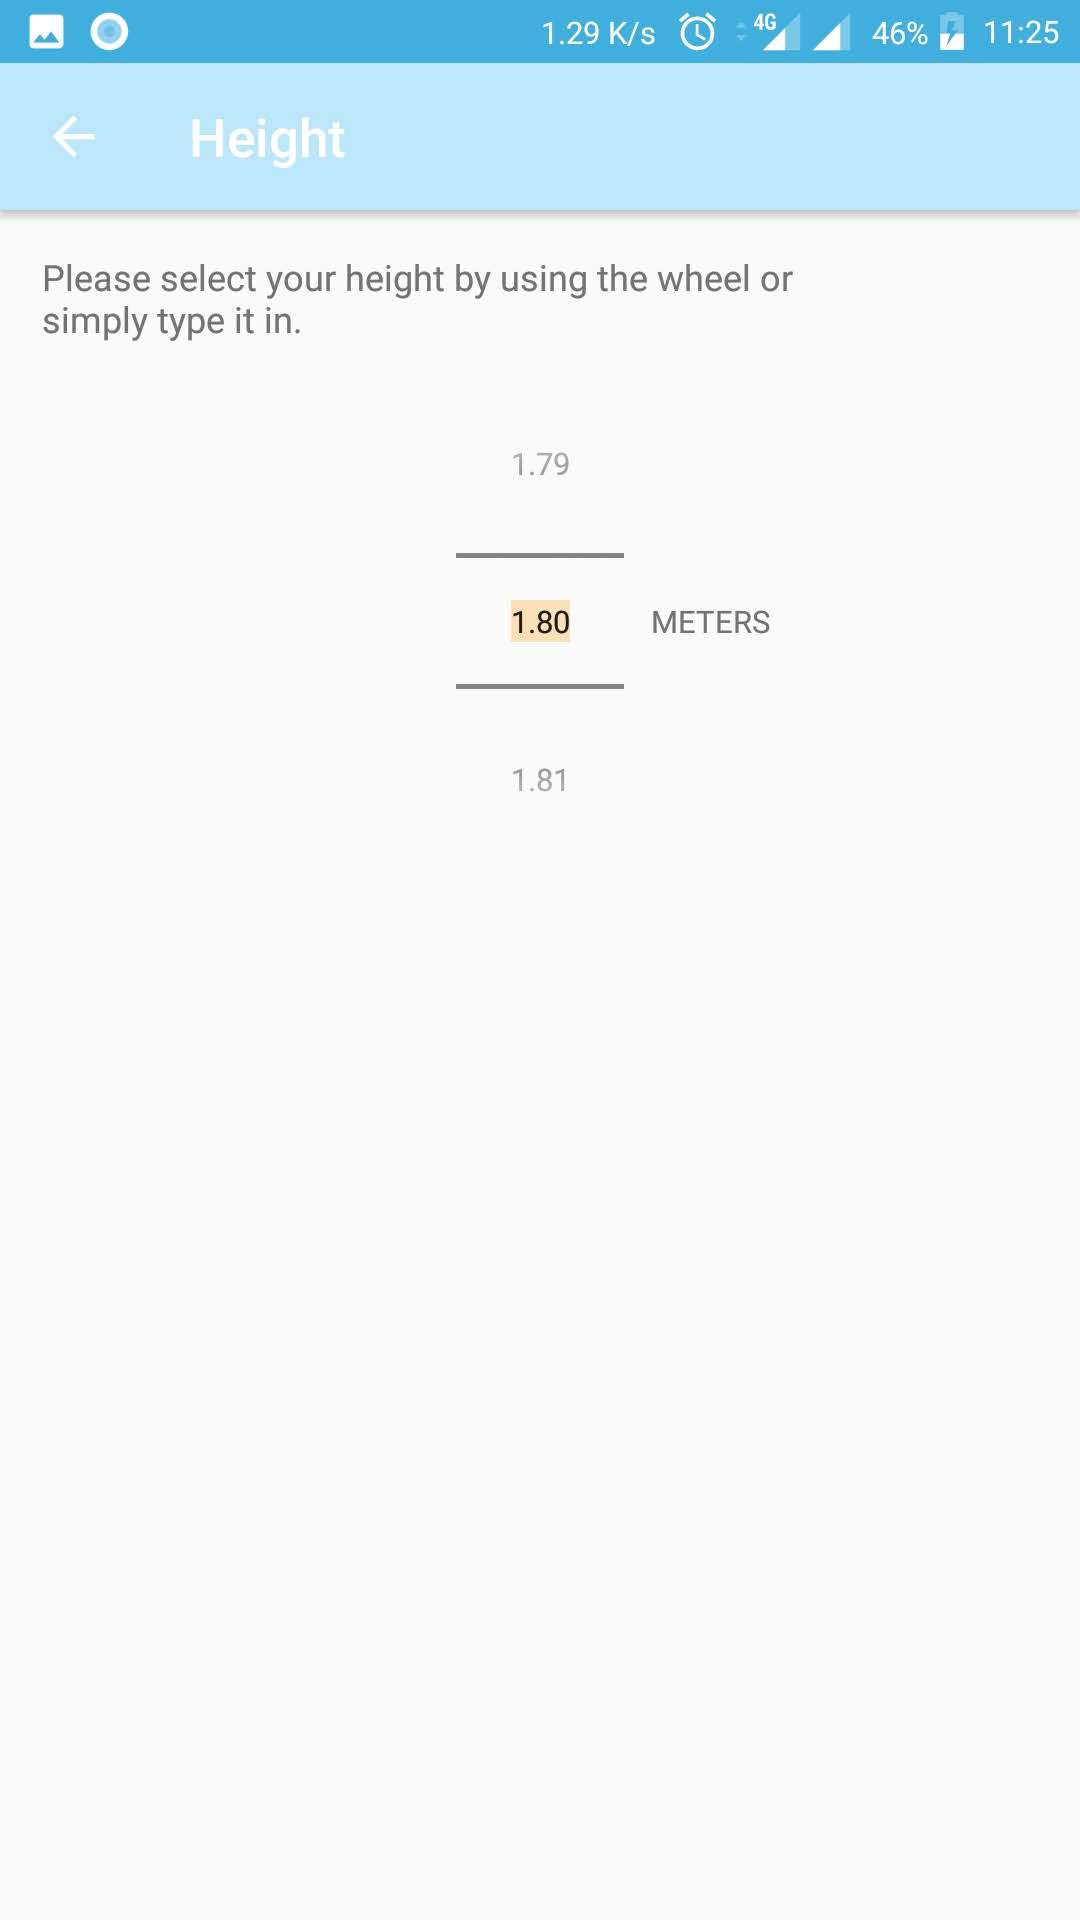 1.29 K/s 4G 46% 11:25
Height
Please select your height by using the wheel or
simply type it in.
1.79
1.80 METERS
1.81